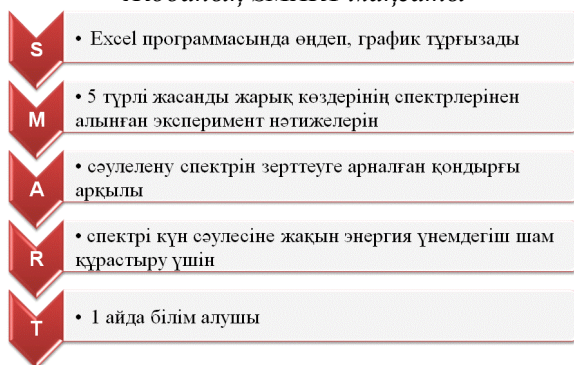 S
• Excel программасында өңдеп, график тұрғызады
M
• 5 түрлі жасанды жарық көздерінің спектрлерінен
алынған эксперимент нәтижелерін
A
• сәулелену спектрін зерттеуге арналған қондырғы
арқылы
R
• спектрі күн сәулесіне жақын энергия үнемдегіш шам
құрастыру үшін
T
• 1 айда білім алушы